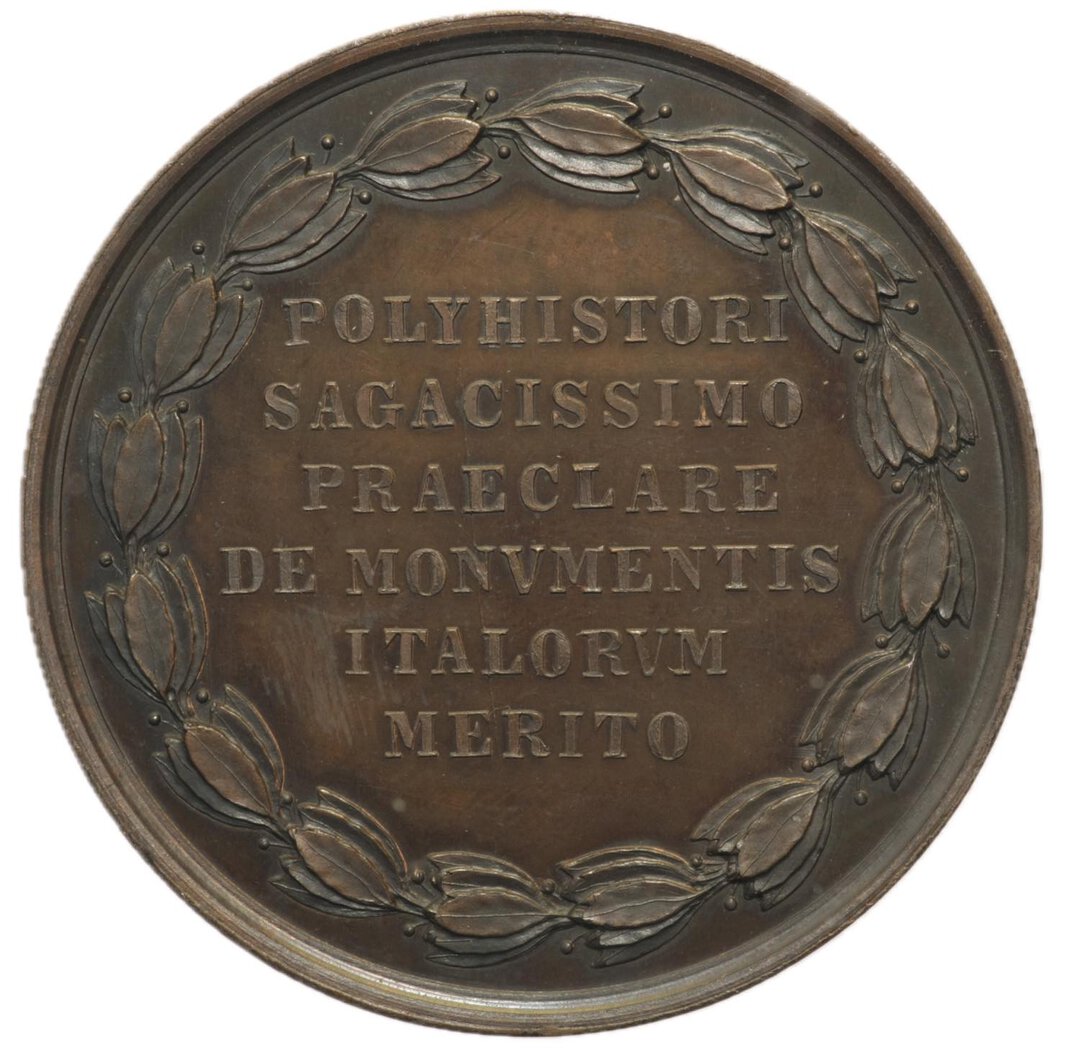 POLYHISTORI
SAGACISSIMO
PRAECLARE
DE MONVMENTIS
ITALORVM
MERITO